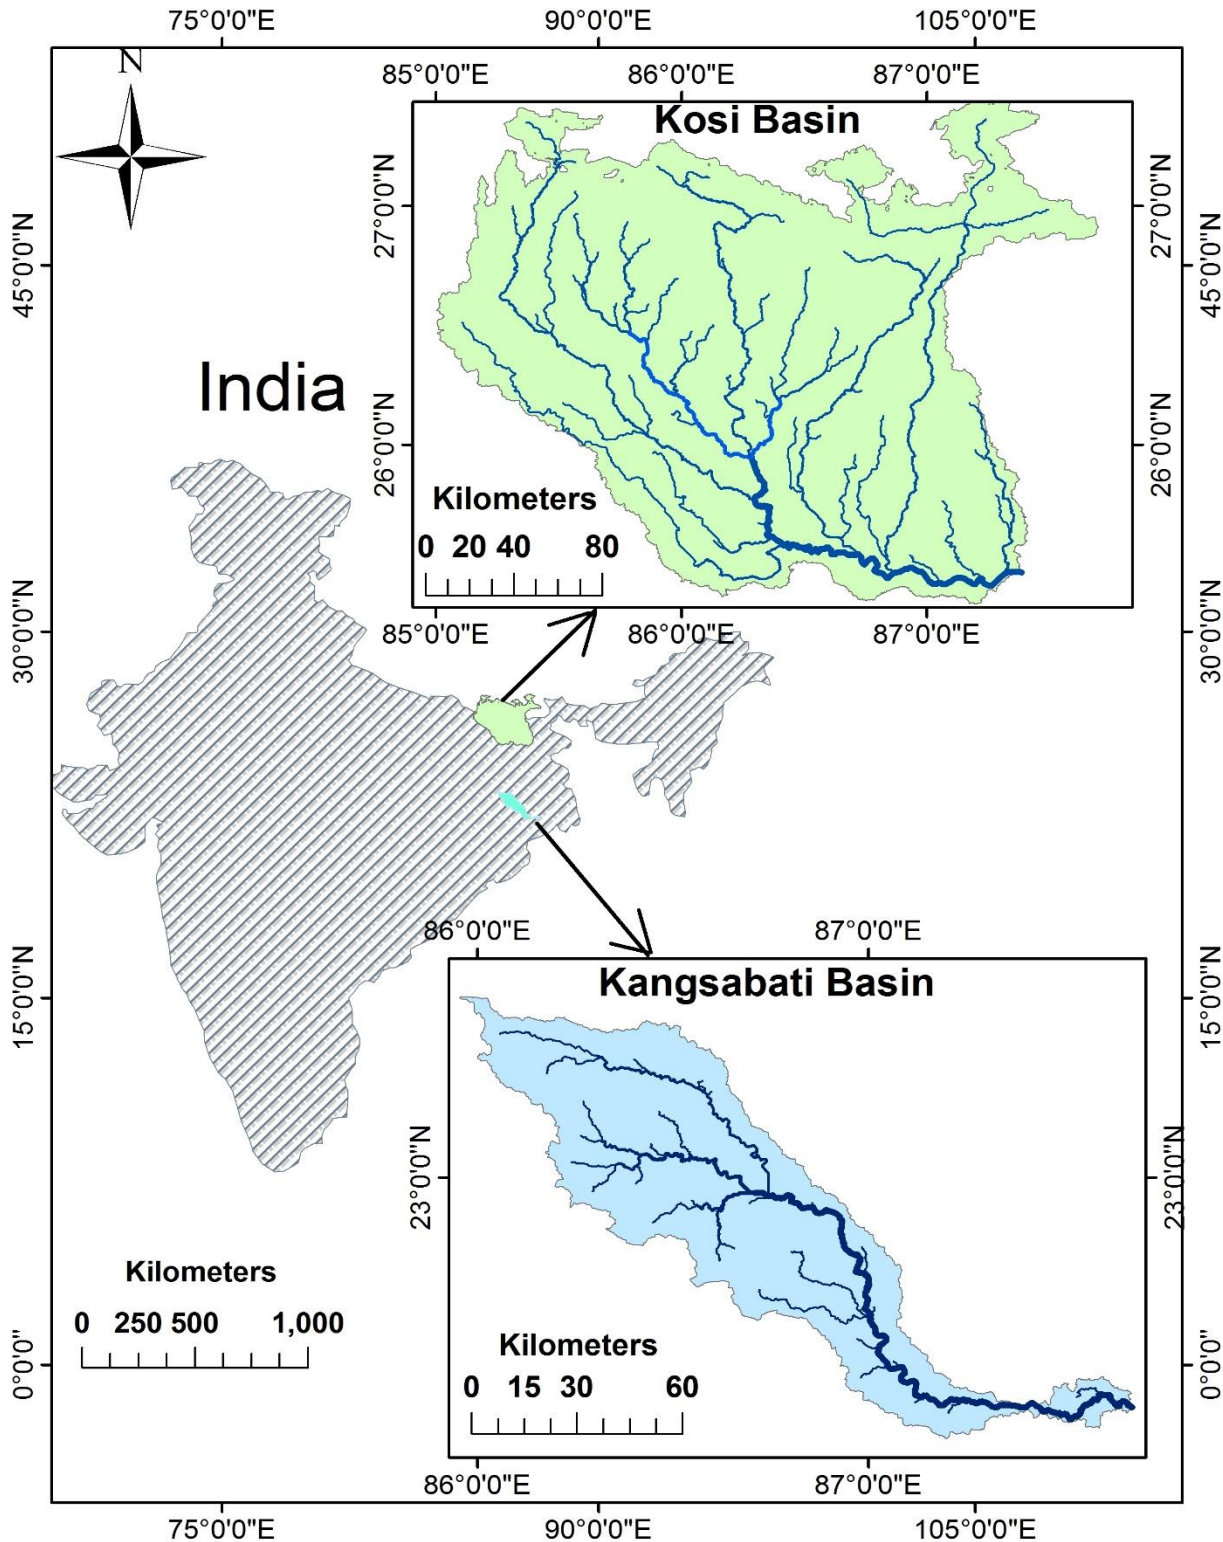 75°0'0"E 90°0'0"E 105°0'0"E
N
85°0'0"E 86°0'0"E 87°0'0"E
Kosi Basin
27°0'0"N 27°0'0"N
45°0'0"N 45°0'0"N
India
26°0'0"N 26°0'0"N
Kilometers
0 20 40 80
85°0'0"E 86°0'0"E 87°0'0"E
30°0'0"N 30°0'0"N
86°0'0"E 87°0'0"E
Kangsabati Basin
15°0'0"N 15°0'0"N
23°0'0"N 23°0'0"N
Kilometers
0 250 500 1,000
Kilometers
0 15 30 60
0°0'0" 0°0'0"
86°0'0"E 87°0'0"E
75°0'0"E 90°0'0"E 105°0'0"E